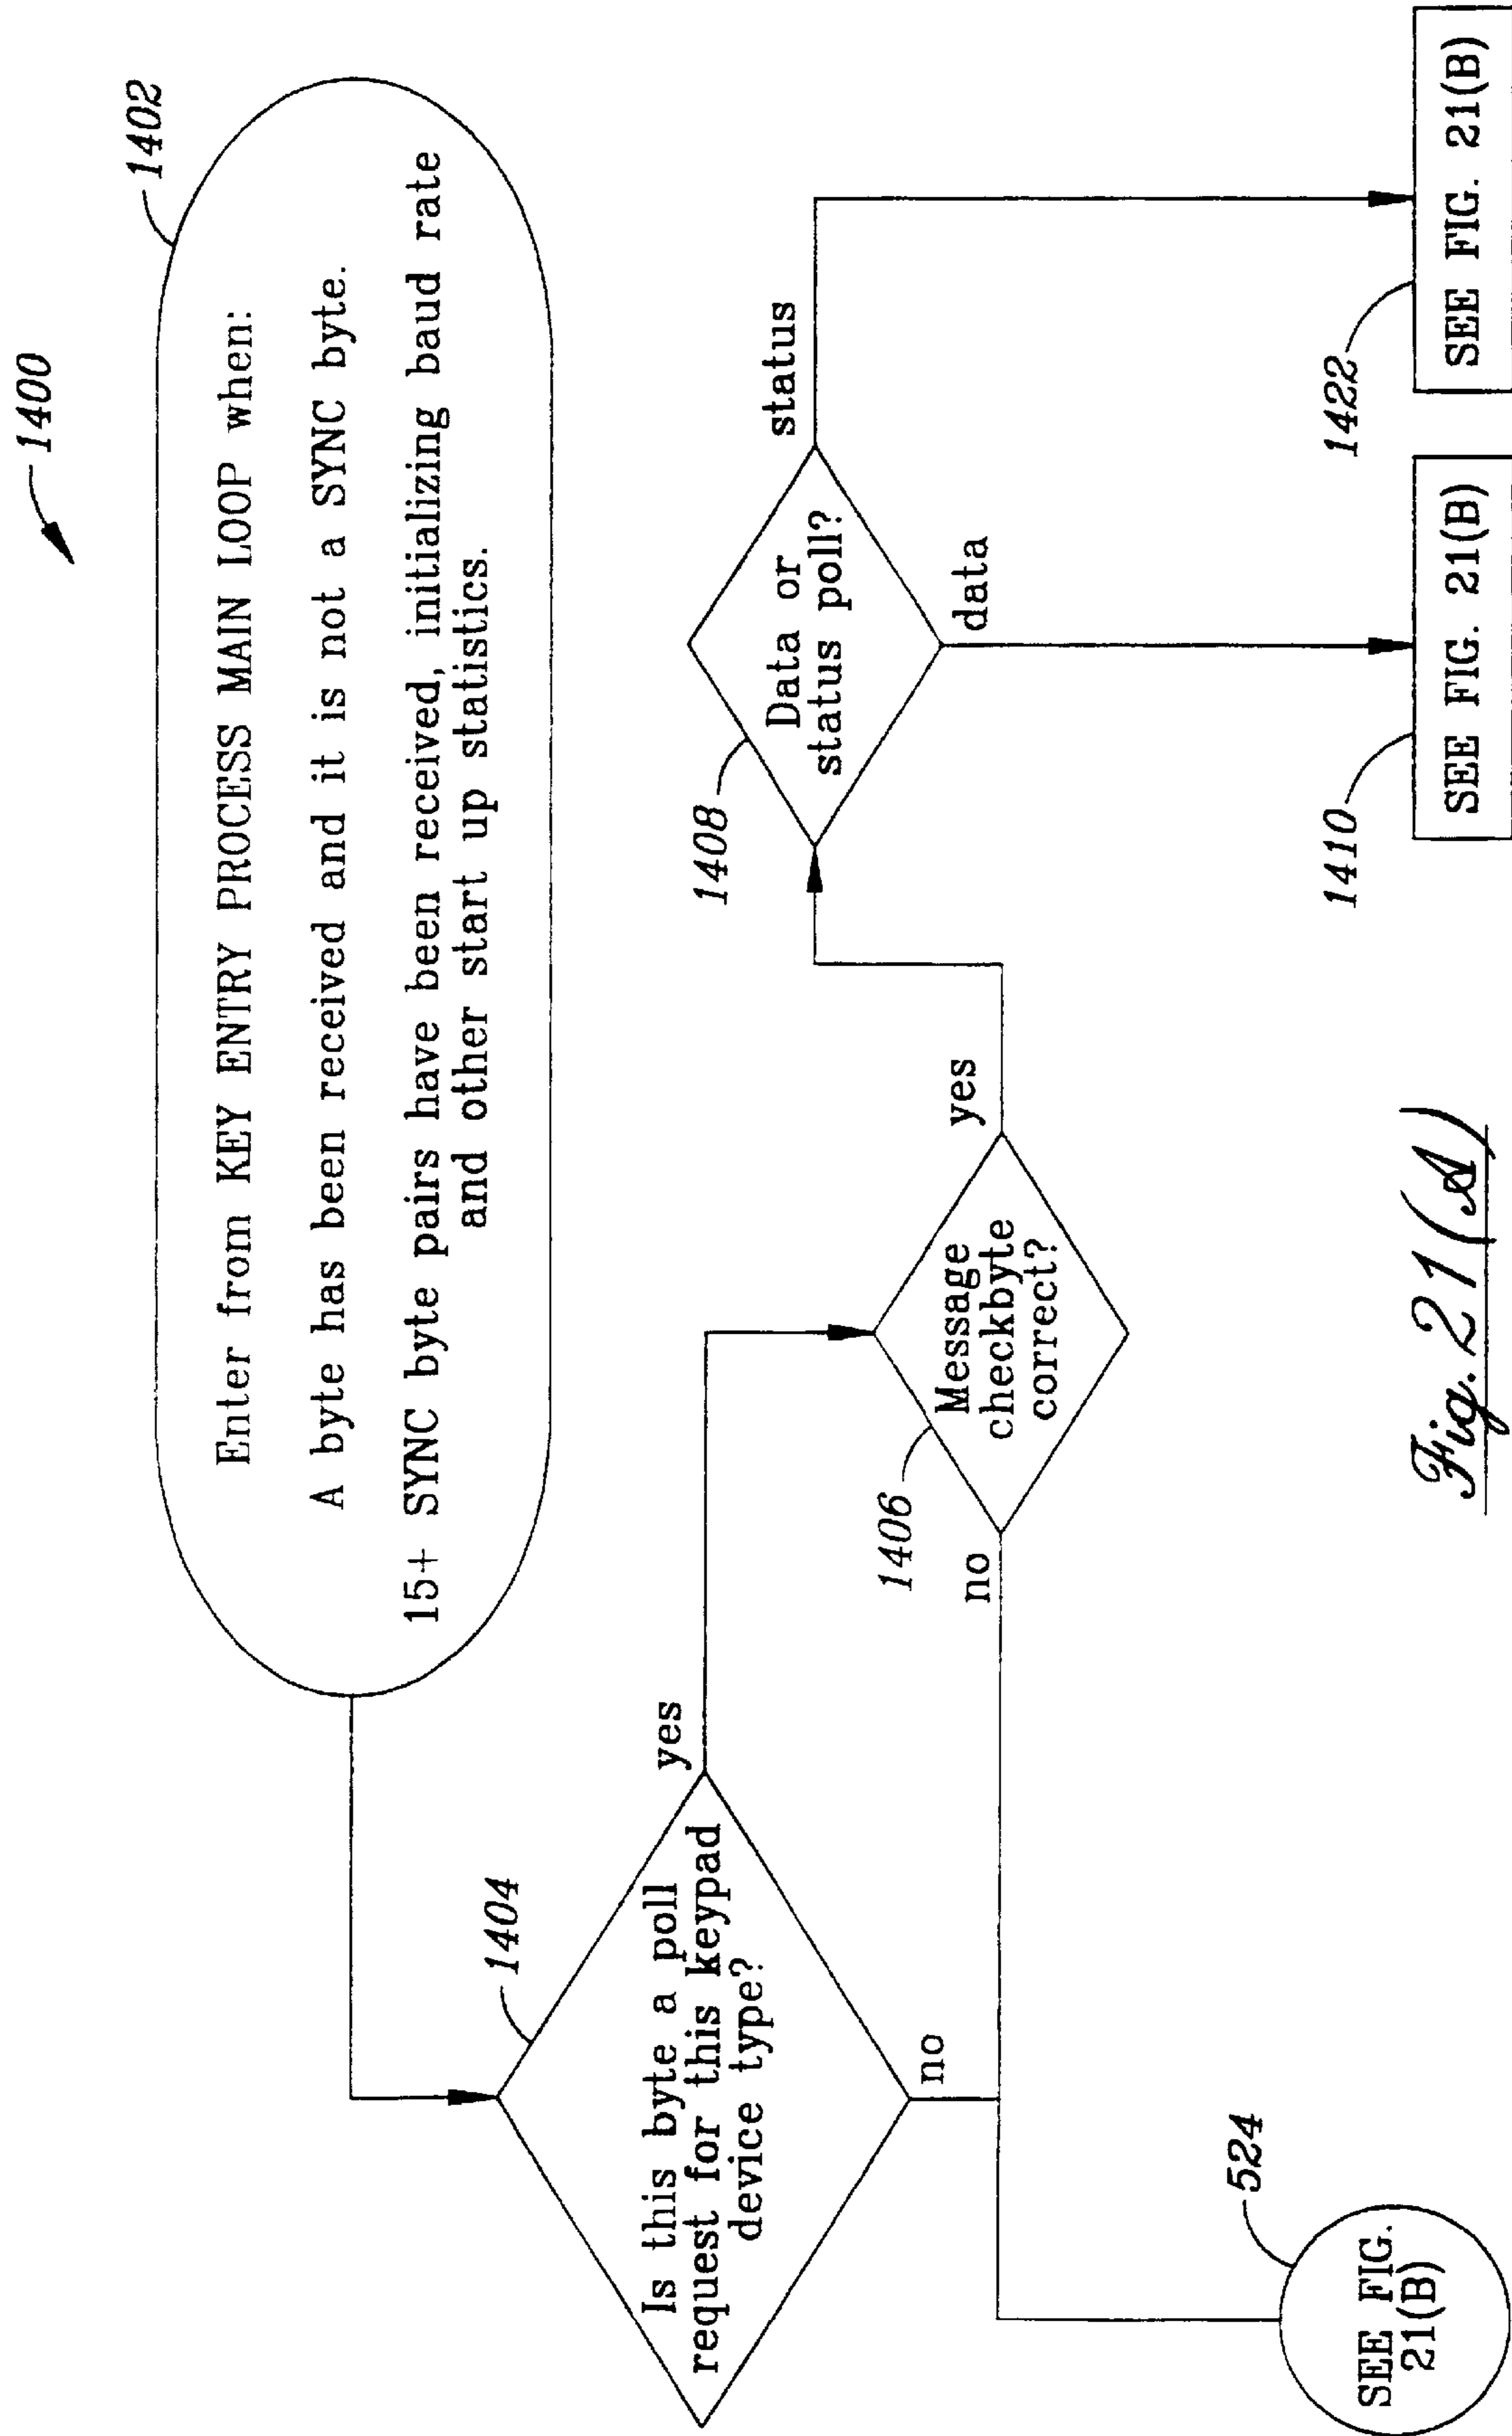 1400
1402
Enter from KEY ENTRY PROCESS MAIN LOOP when:
A byte has been received and it is not a SYNC byte.
15+ SYNC byte pairs have been received, initializing baud rate
and other start up statistics.
1404
Is this byte a poll
request for this keypad
device type?
yes
no
1406
Message
checkbyte
correct?
yes
no
1408
Data or
status poll?
status
data
524
SEE FIG.
21(B)
1410
SEE FIG. 21(B)
1422
SEE FIG. 21(B)
Fig. 21(A)